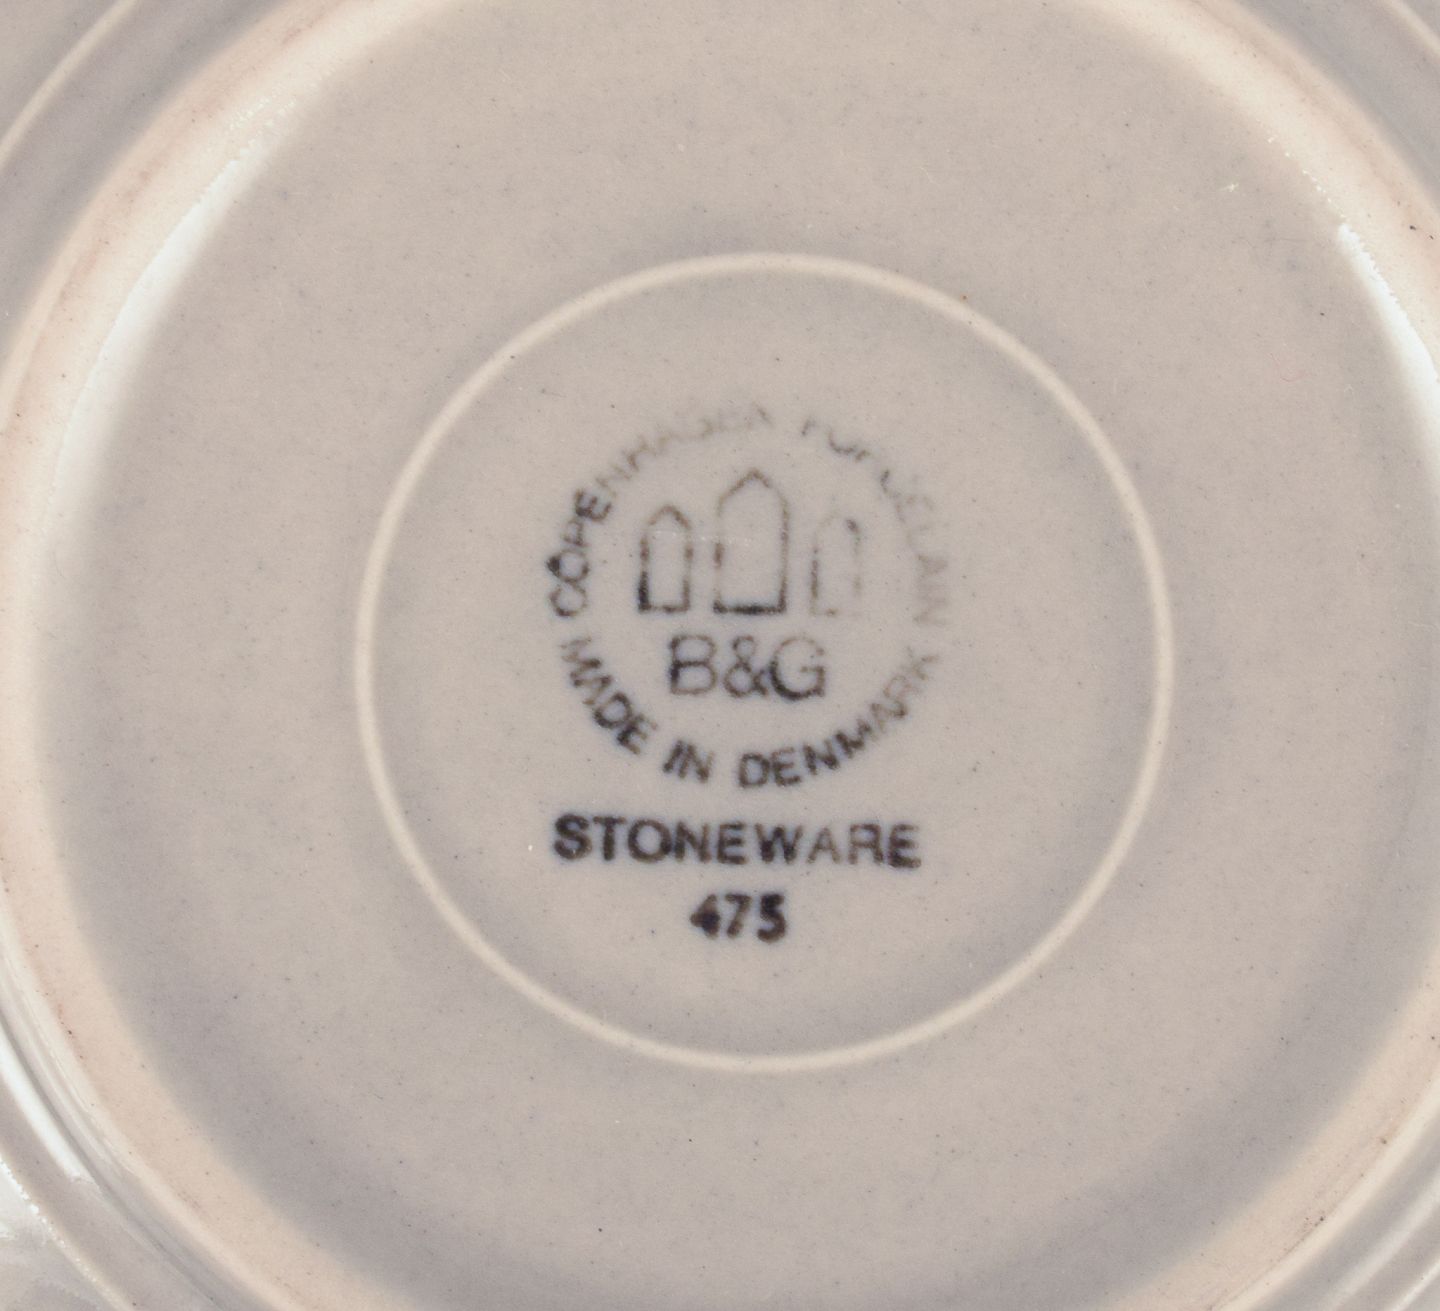 COPENHAGEN PORCELAIN
B&G
MADE IN DENMARK
STONEWARE
475